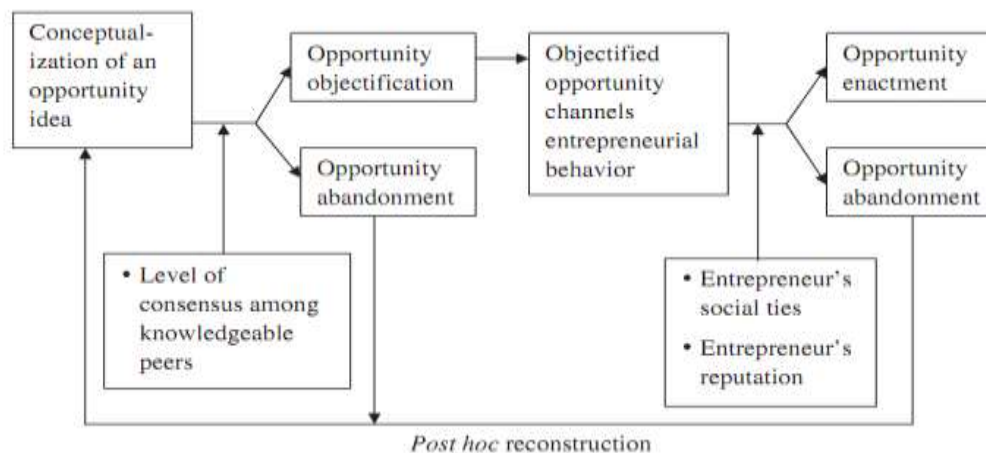 Conceptual-
ization of an
opportunity
idea
Opportunity
objectification
Opportunity
abandonment
Objectified
opportunity
channels
entrepreneurial
behavior
Opportunity
enactment
Opportunity
abandonment
• Level of
consensus among
knowledgeable
peers
• Entrepreneur's
social ties
• Entrepreneur's
reputation
Post hoc reconstruction